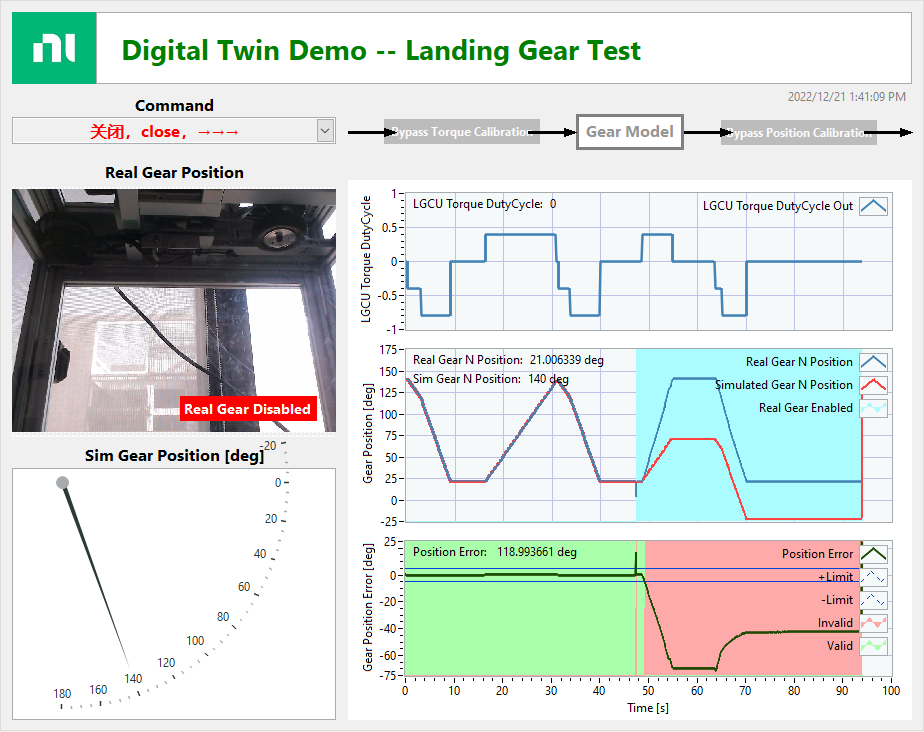 ni
Digital Twin Demo -- Landing Gear Test
2022/12/21 1:41:09 PM
Command
关闭，close，→→→
Bypass Torque Calibration
Gear Model
Bypass Position Calibration
Real Gear Position
Real Gear Disabled
Sim Gear Position [deg]
-20
0
20
40
60
80
100
120
140
160
180
LGCU Torque DutyCycle
1
0.5
0
-0.5
-1
LGCU Torque DutyCycle: 0
LGCU Torque DutyCycle Out
Gear Position [deg]
175
150
125
100
75
50
25
0
-25
Real Gear N Position: 21.006339 deg
Sim Gear N Position: 140 deg
Real Gear N Position
Simulated Gear N Position
Real Gear Enabled
Gear Position Error [deg]
25
0
-20
-40
-60
-75
Position Error: 118.993661 deg
Position Error
+Limit
-Limit
Invalid
Valid
0 10 20 30 40 50 60 70 80 90 100
Time [s]